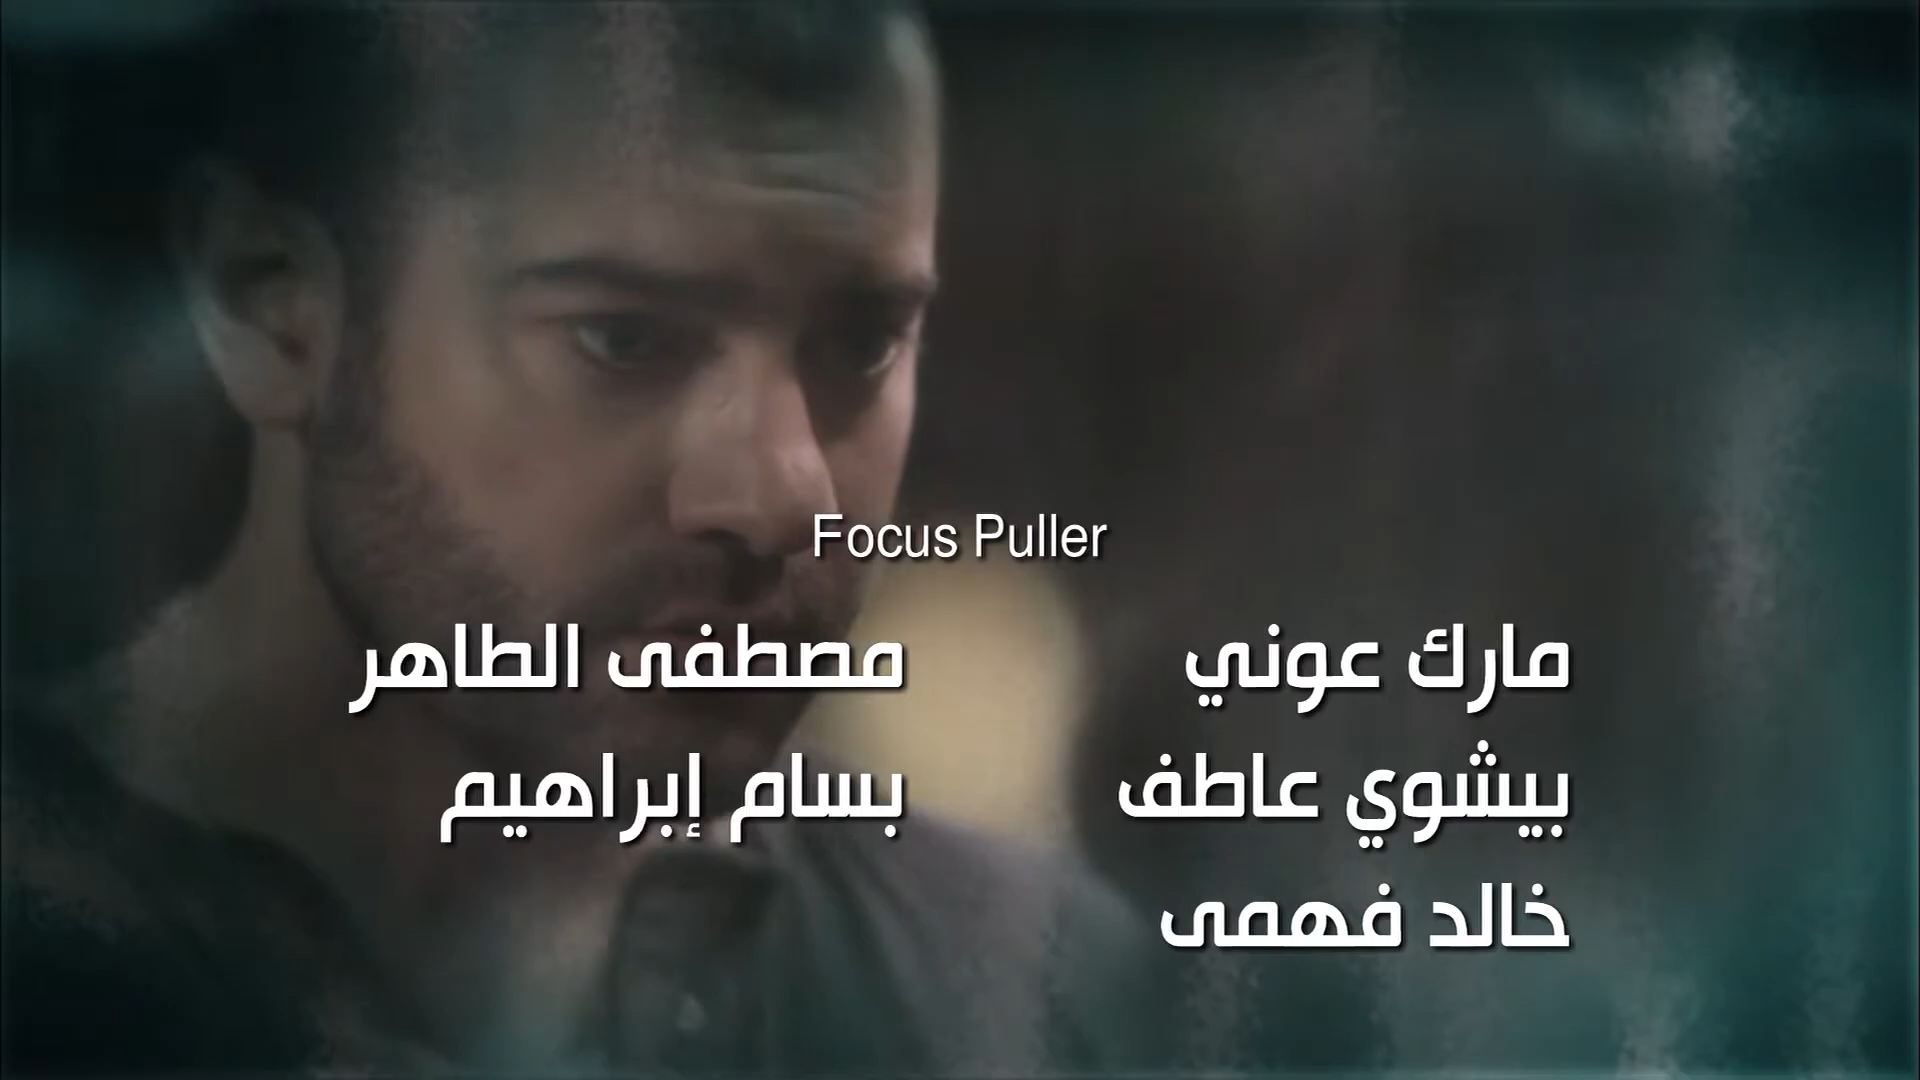 Focus Puller
مارك عوني
مصطفى الطاهر
بيشوي عاطف
بسام إبراهيم
خالد فهمى